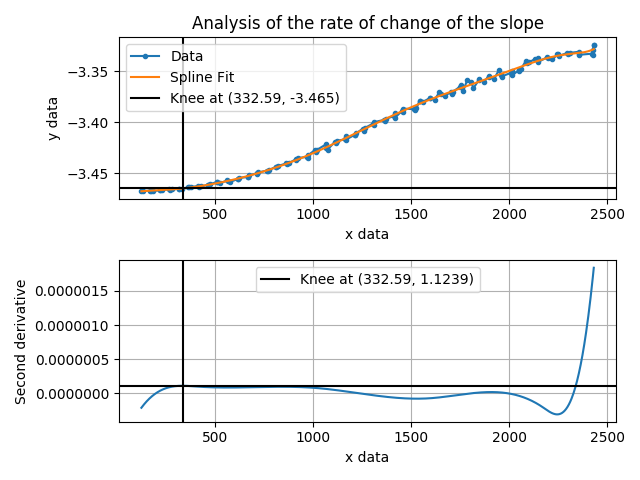 Analysis of the rate of change of the slope
Data
Spline Fit
Knee at (332.59, -3.465)
−3.35
−3.40
−3.45
y data
500
1000
1500
2000
2500
x data
Knee at (332.59, 1.1239)
0.0000015
0.0000010
0.0000005
0.0000000
Second derivative
500
1000
1500
2000
2500
x data